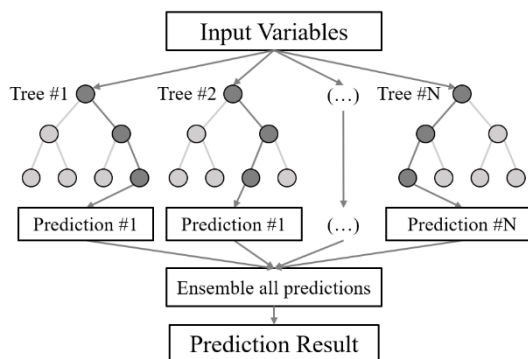 Input Variables
Tree #1
Tree #2
(...)
Tree #N
Prediction #1
Prediction #1
(...)
Prediction #N
Ensemble all predictions
Prediction Result